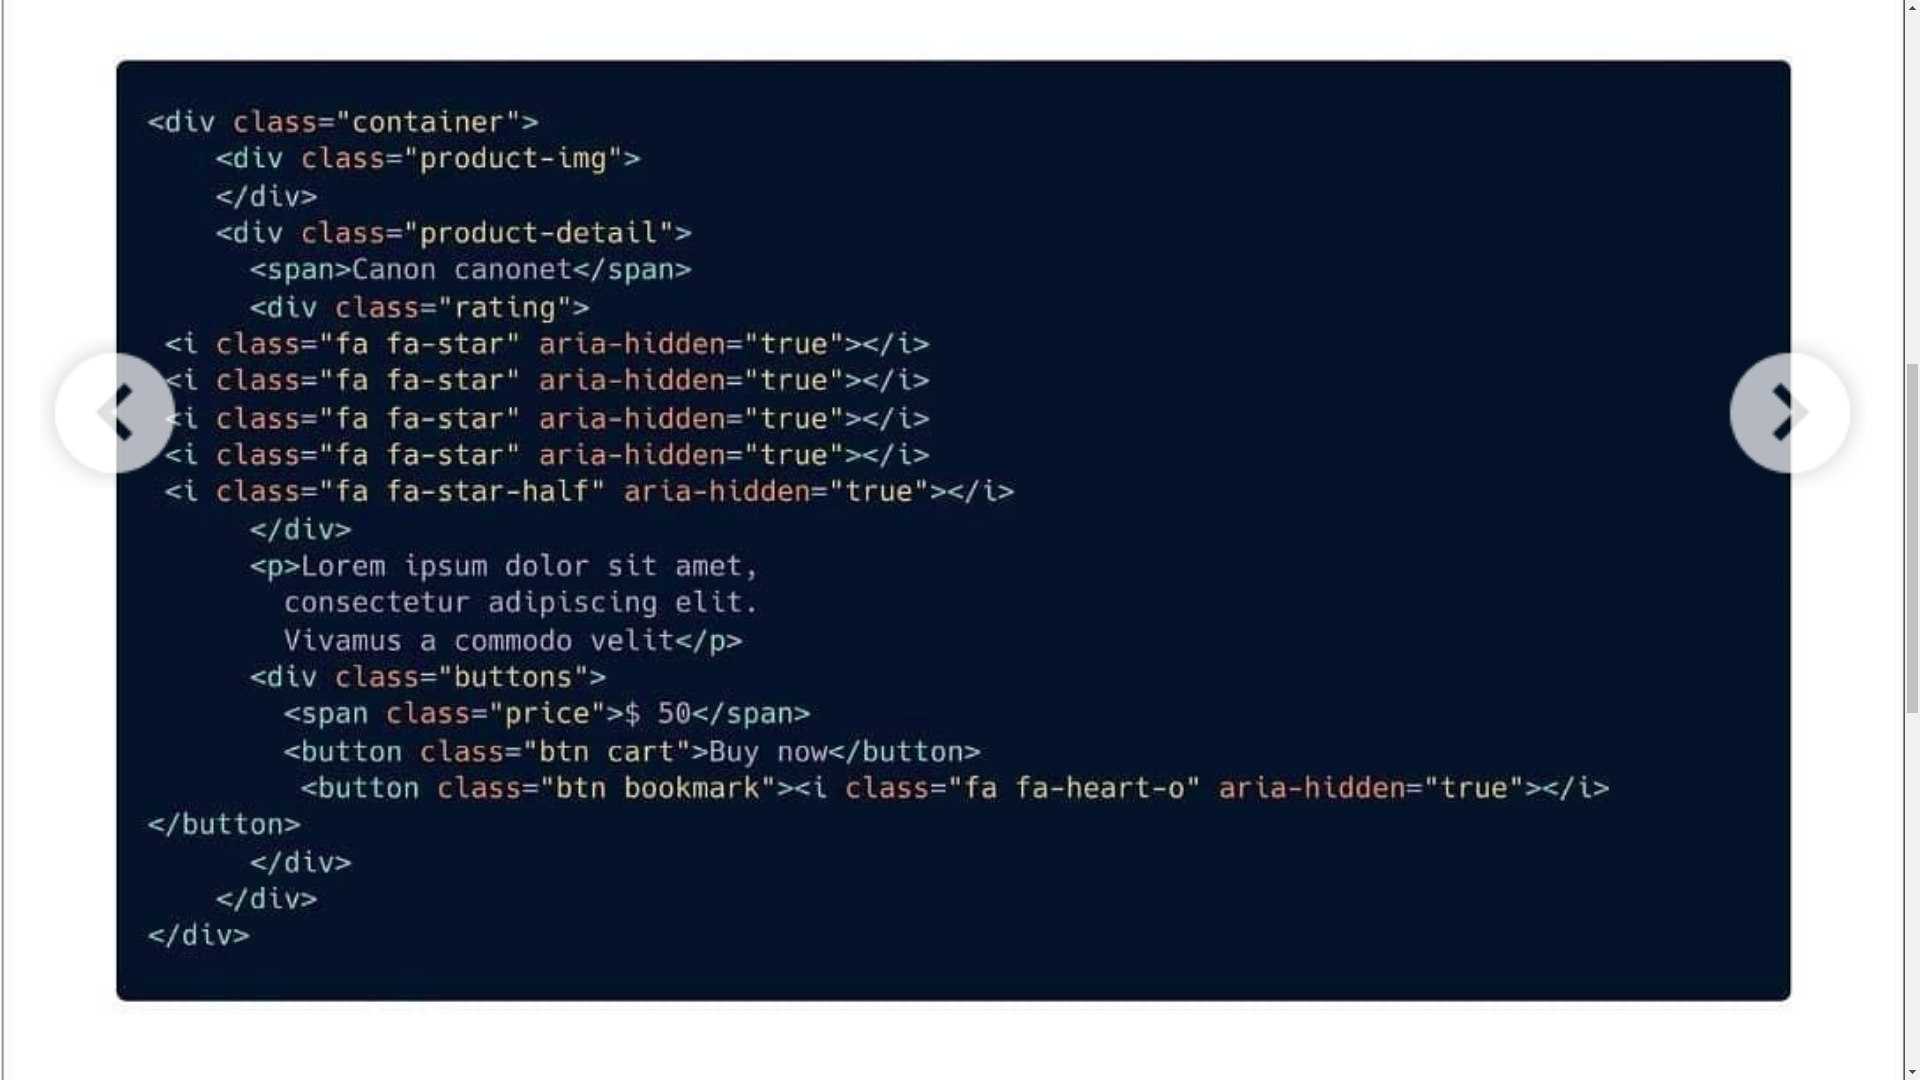 <div class="container">
<div class="product-img">
</div>
<div class="product-detail">
<span>Canon canonet</span>
<div class="rating">
<i class="fa fa-star" aria-hidden="true"></i>
<i class="fa fa-star" aria-hidden="true"></i>
<i class="fa fa-star" aria-hidden="true"></i>
<i class="fa fa-star" aria-hidden="true"></i>
<i class="fa fa-star-half" aria-hidden="true"></i>
</div>
<p>Lorem ipsum dolor sit amet,
consectetur adipiscing elit.
Vivamus a commodo velit</p>
<div class="buttons">
<span class="price">$ 50</span>
<button class="btn cart">Buy now</button>
<button class="btn bookmark"><i class="fa fa-heart-o" aria-hidden="true"></i>
</button>
</div>
</div>
</div>